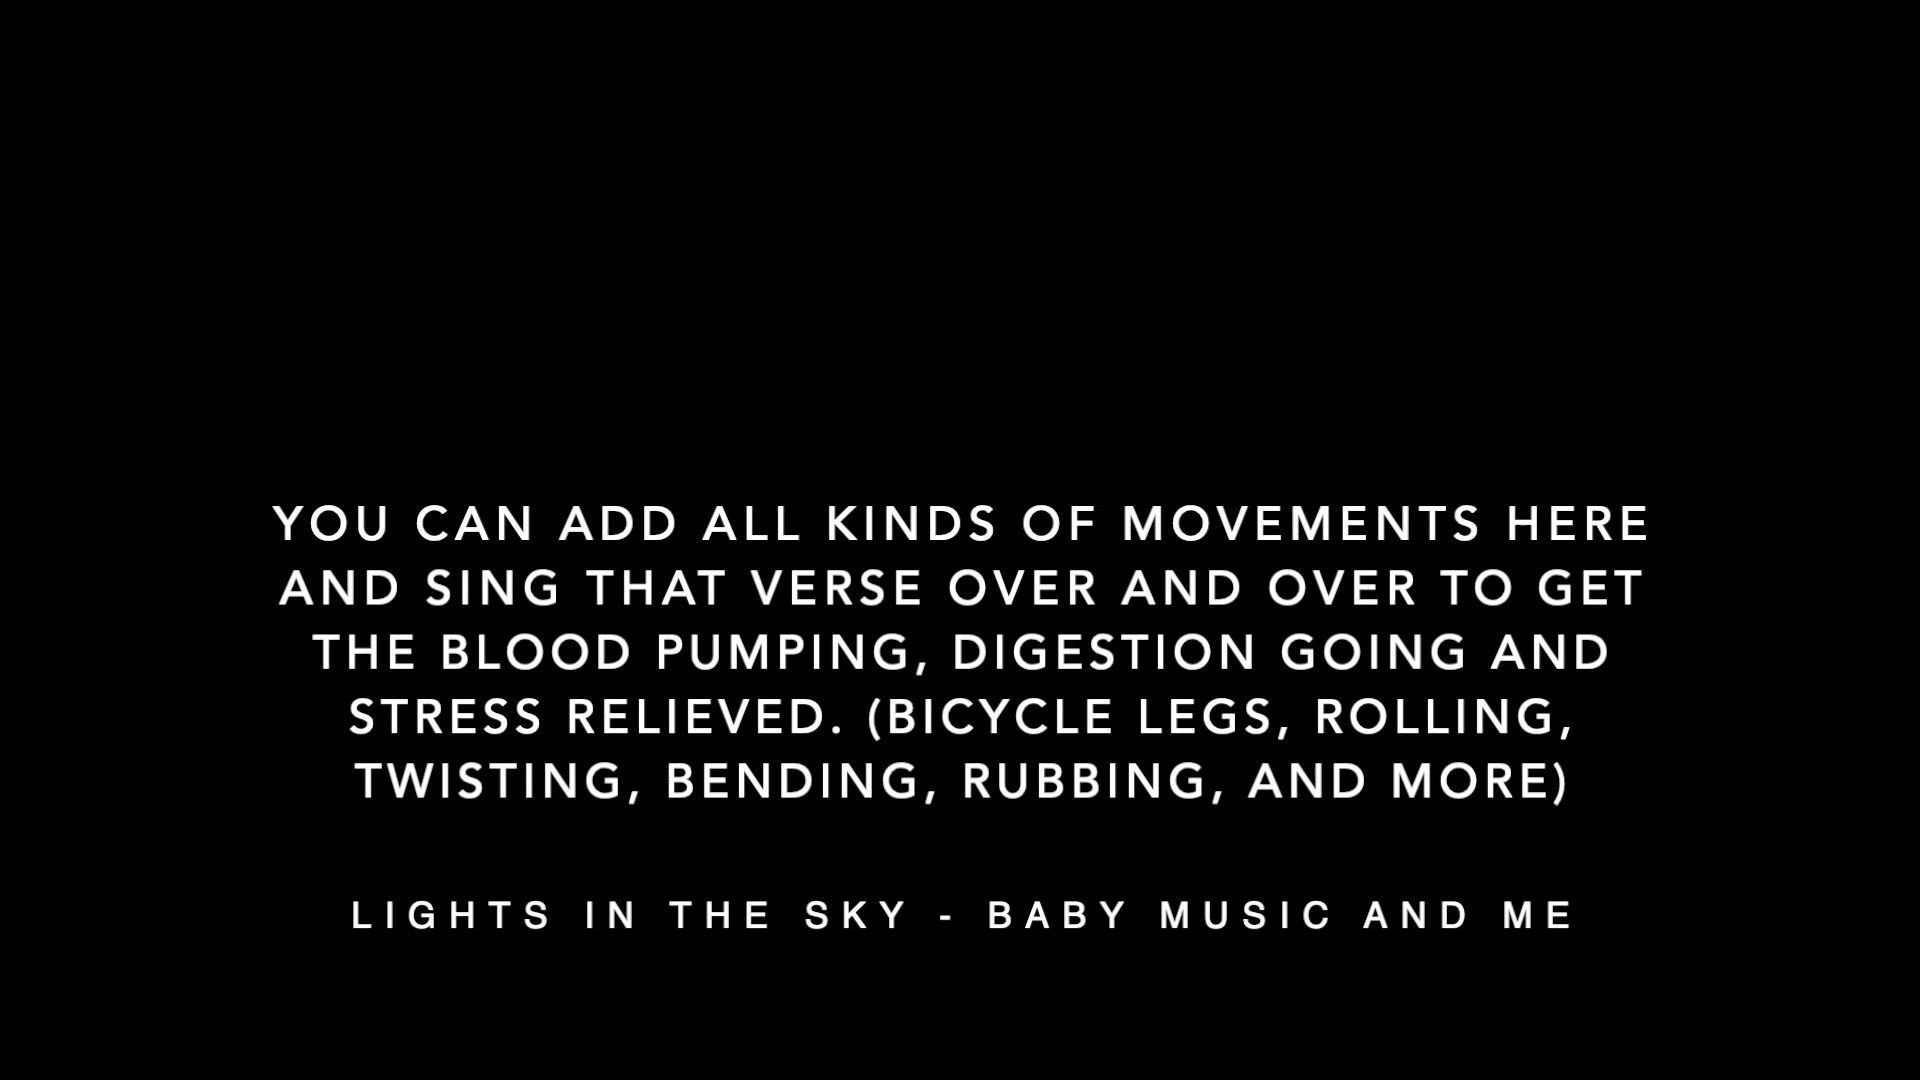 YOU CAN ADD ALL KINDS OF MOVEMENTS HERE
AND SING THAT VERSE OVER AND OVER TO GET
THE BLOOD PUMPING, DIGESTION GOING AND
STRESS RELIEVED. (BICYCLE LEGS, ROLLING,
TWISTING, BENDING, RUBBING, AND MORE)
LIGHTS IN THE SKY - BABY MUSIC AND ME